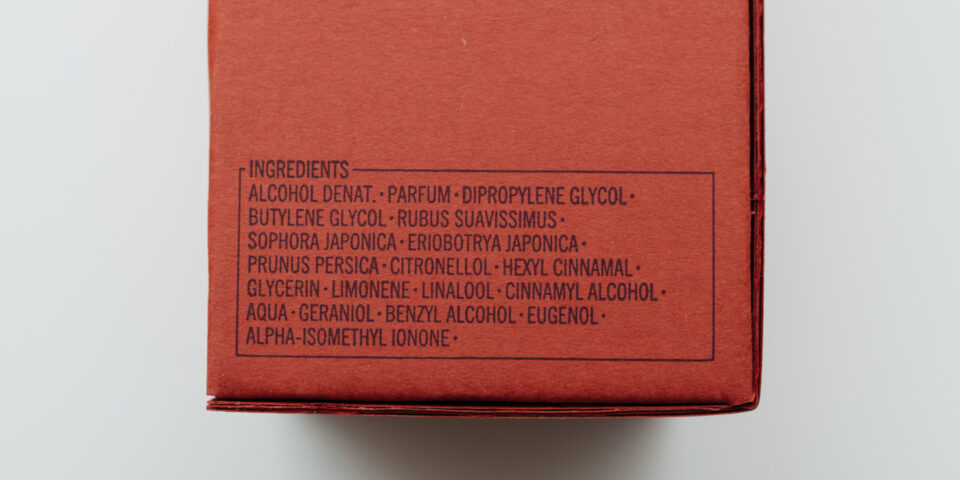 INGREDIENTS
ALCOHOL DENAT. · PARFUM · DIPROPYLENE GLYCOL ·
BUTYLENE GLYCOL · RUBUS SUAVISSIMUS ·
SOPHORA JAPONICA · ERIOBOTRYA JAPONICA ·
PRUNUS PERSICA · CITRONELLOL · HEXYL CINNAMAL ·
GLYCERIN · LIMONENE · LINALOOL · CINNAMYL ALCOHOL ·
AQUA · GERANIOL · BENZYL ALCOHOL · EUGENOL ·
ALPHA-ISOMETHYL IONONE ·